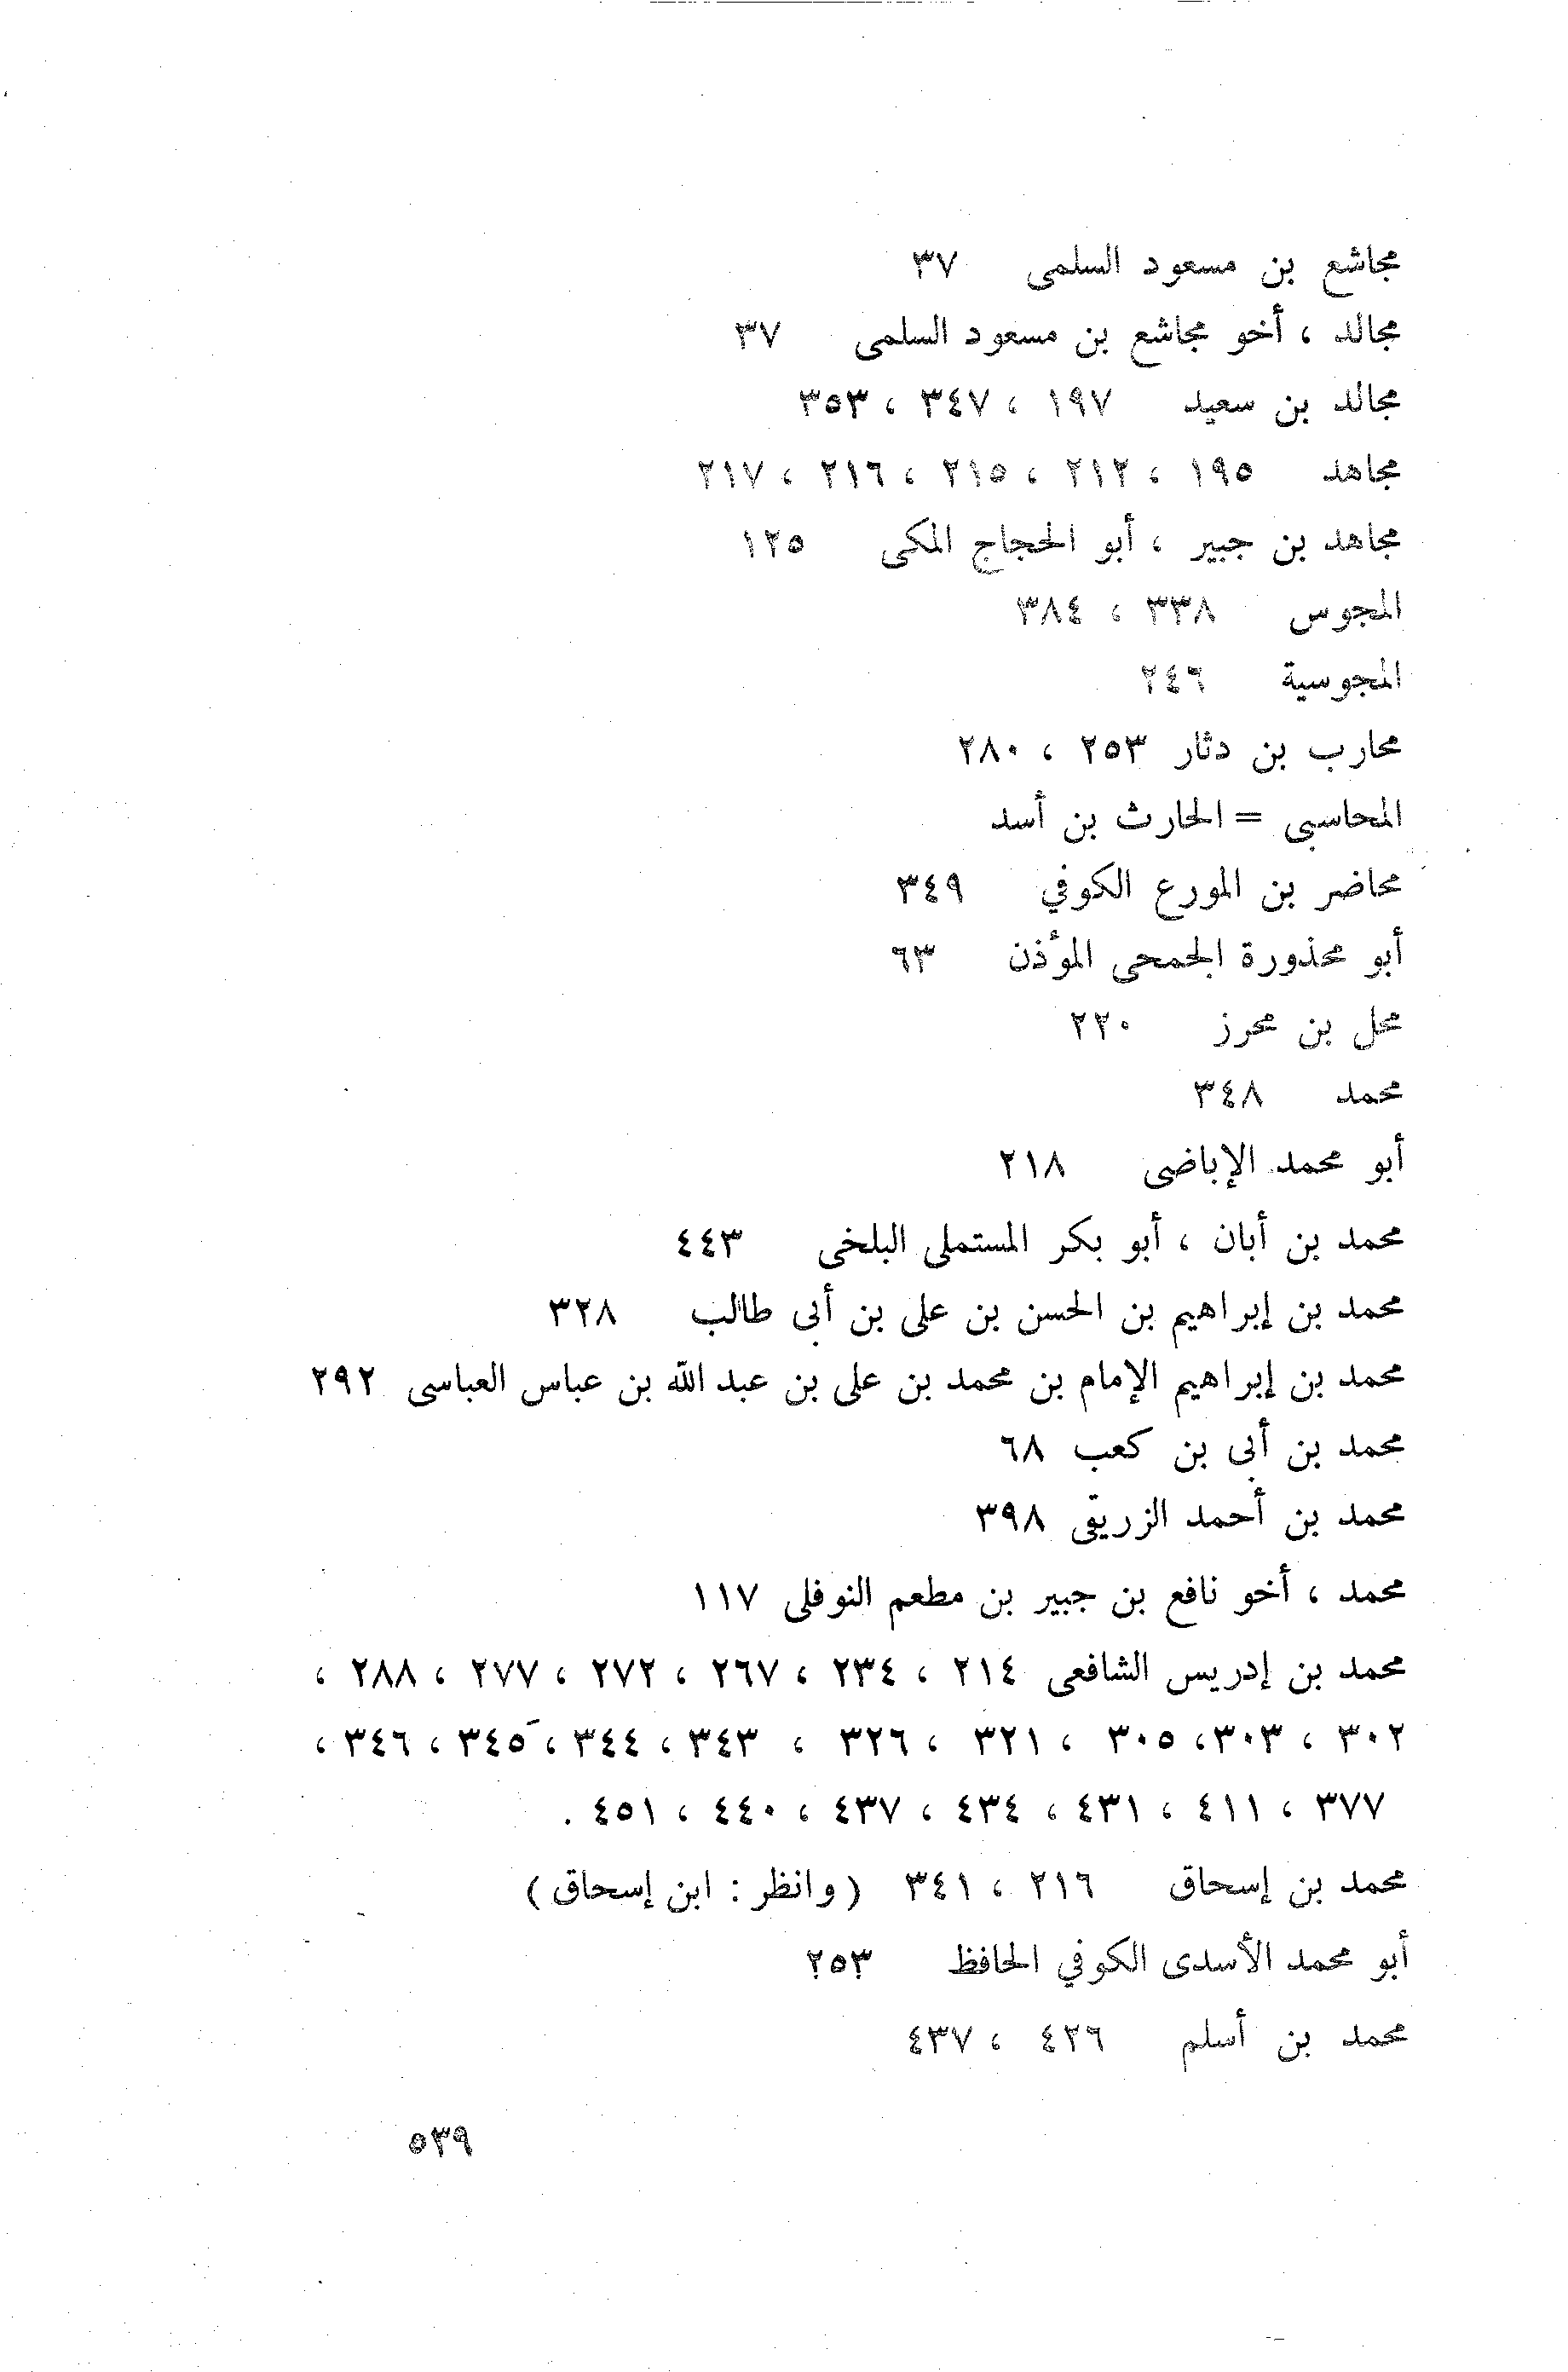 مجاشع بن مسعود السلمى ٣٧
مجالد ، أخو مجاشع بن مسعود السلمى ٣٧
مجالد بن سعيد ١٩٧ ، ٣٤٧ ، ٣٥٣
مجاهد ١٩٥ ، ٢١٢ ، ٢١٥ ، ٢١٦ ، ٢١٧
مجاهد بن جبير ، أبو الحجاج المكى ١٢٥
المجوس ٣٣٨ ، ٣٨٤
المجوسية ٢٤٦
محارب بن دثار ٢٥٣ ، ٢٨٠
المحاسبى = الحارث بن أسد
محاضر بن المورع الكوفي ٣٤٩
أبو محذورة الجمحى المؤذن ٦٣
محل بن محرز ٢٢٠
محمد ٣٤٨
أبو محمد الإباضى ٢١٨
محمد بن أبان ، أبو بكر المستملى البلخى ٤٤٣
محمد بن إبراهيم بن الحسن بن على بن أبى طالب ٣٢٨
محمد بن إبراهيم الإمام بن محمد بن على بن عبد الله بن عباس العباسى ٢٩٢
محمد بن أبى بن كعب ٦٨
محمد بن أحمد الزريقى ٣٩٨
محمد ، أخو نافع بن جبير بن مطعم النوفلى ١١٧
محمد بن إدريس الشافعى ٢١٤ ، ٢٣٤ ، ٢٦٧ ، ٢٧٢ ، ٢٧٧ ، ٢٨٨ ،
٣٠٢ ، ٣٠٣ ، ٣٠٥ ، ٣٢١ ، ٣٢٦ ، ٣٤٣ ، ٣٤٤ ، ٣٤٥ ، ٣٤٦ ،
٣٧٧ ، ٤١١ ، ٤٣١ ، ٤٣٤ ، ٤٣٧ ، ٤٤٠ ، ٤٥١ .
محمد بن إسحاق ٢١٦ ، ٣٤١ (وانظر : ابن إسحاق)
أبو محمد الأسدى الكوفي الحافظ ٢٥٣
محمد بن أسلم ٤٢٦ ، ٤٣٧
٥٣٩